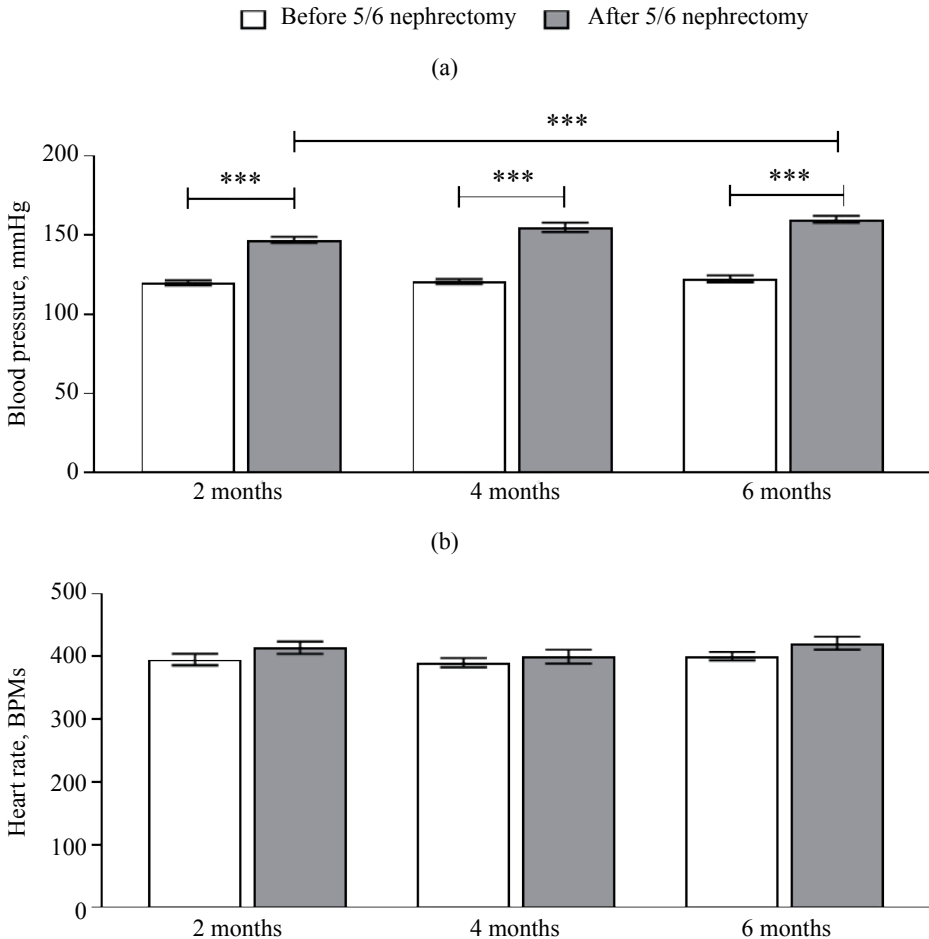 Before 5/6 nephrectomy After 5/6 nephrectomy
(a)
***
*** *** ***
Blood pressure, mmHg
200
150
100
50
0
2 months 4 months 6 months
(b)
Heart rate, BPMs
500
400
300
200
100
0
2 months 4 months 6 months